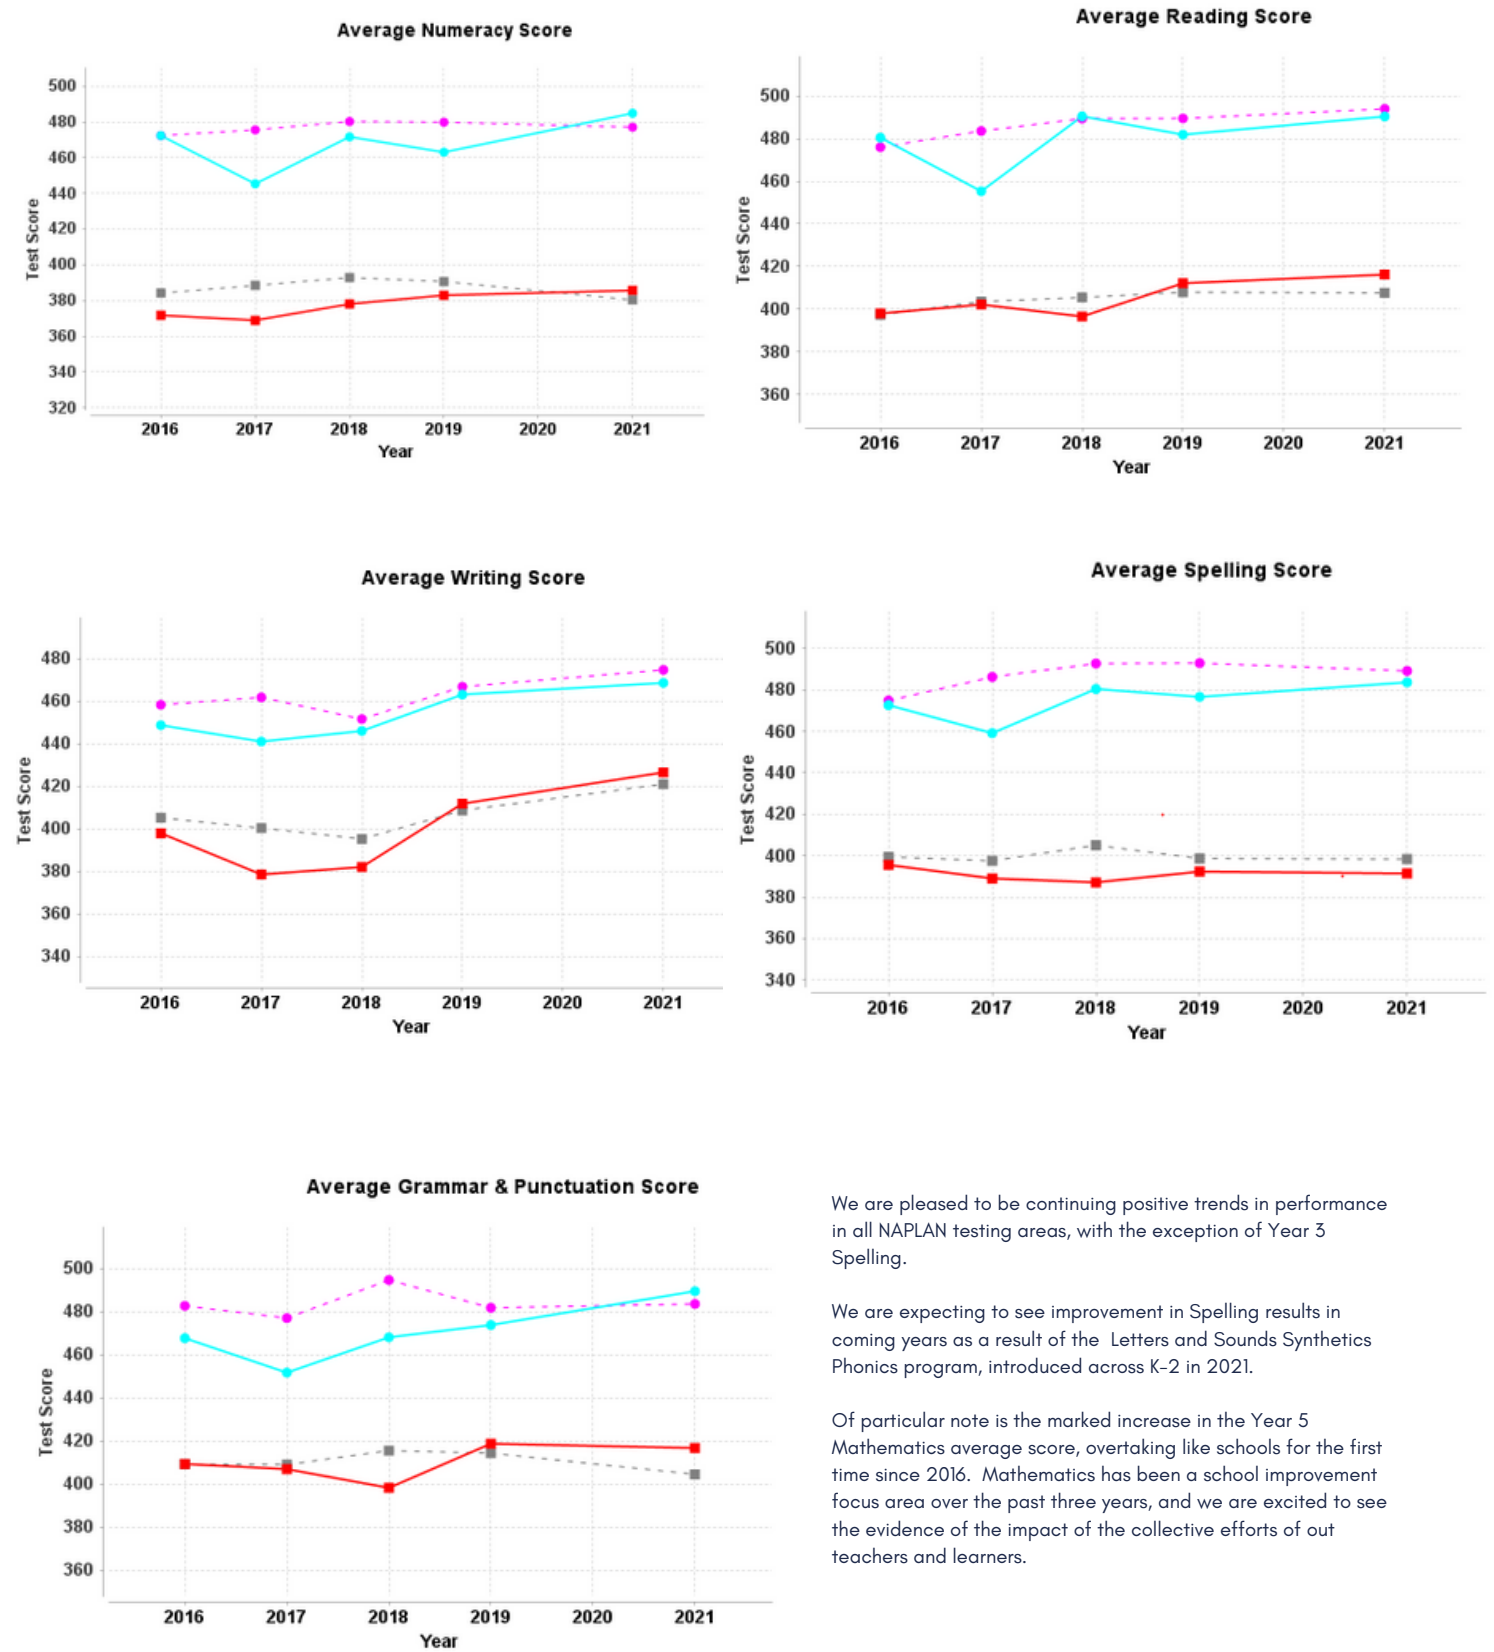 Average Numeracy Score
Test Score
500
480
460
440
420
400
380
360
340
320
2016 2017 2018 2019 2020 2021
Year
Average Reading Score
Test Score
500
480
460
440
420
400
380
360
2016 2017 2018 2019 2020 2021
Year
Average Writing Score
Test Score
480
460
440
420
400
380
360
340
2016 2017 2018 2019 2020 2021
Year
Average Spelling Score
Test Score
500
480
460
440
420
400
380
360
340
2016 2017 2018 2019 2020 2021
Year
Average Grammar & Punctuation Score
Test Score
500
480
460
440
420
400
380
360
2016 2017 2018 2019 2020 2021
Year
We are pleased to be continuing positive trends in performance
in all NAPLAN testing areas, with the exception of Year 3
Spelling.
We are expecting to see improvement in Spelling results in
coming years as a result of the Letters and Sounds Synthetics
Phonics program, introduced across K-2 in 2021.
Of particular note is the marked increase in the Year 5
Mathematics average score, overtaking like schools for the first
time since 2016. Mathematics has been a school improvement
focus area over the past three years, and we are excited to see
the evidence of the impact of the collective efforts of out
teachers and learners.